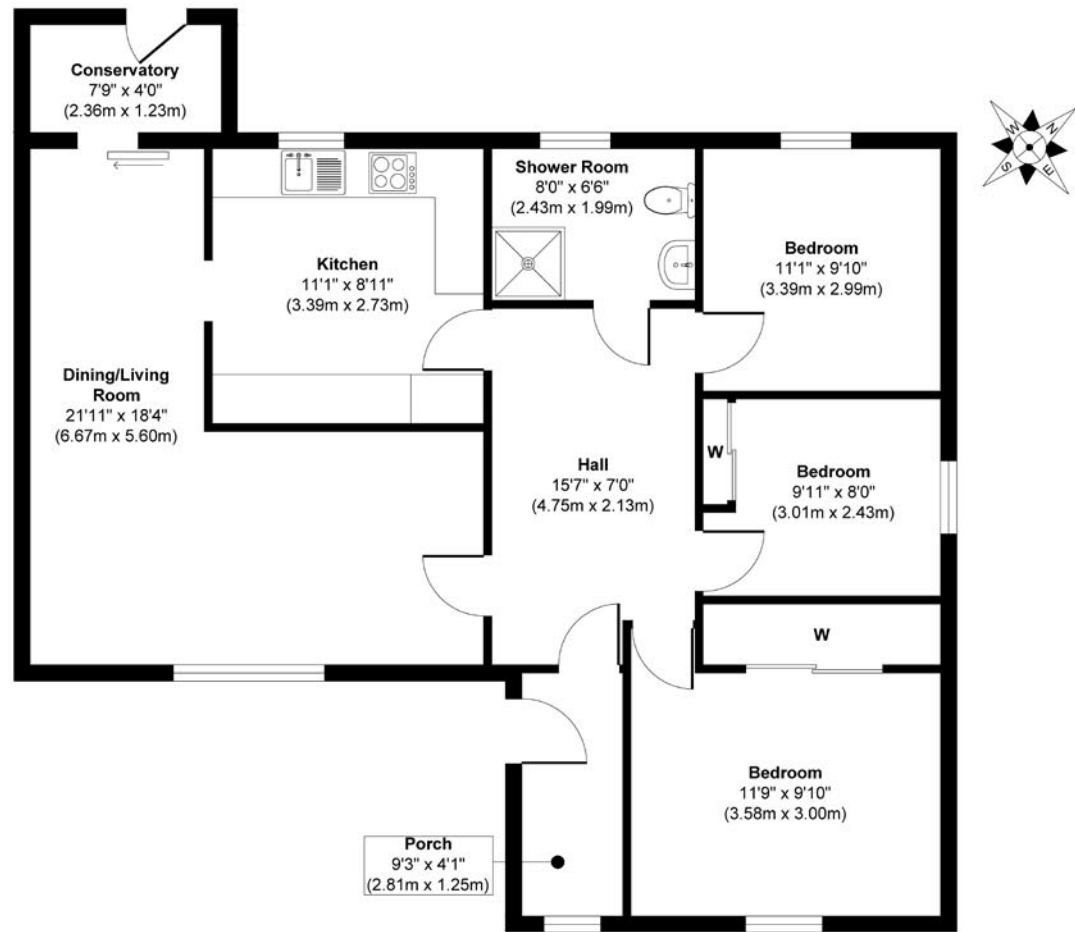 Conservatory
7'9" x 4'0"
(2.36m x 1.23m)
W
N
S
E
Shower Room
8'0" x 6'6"
(2.43m x 1.99m)
Kitchen
11'1" x 8'11"
(3.39m x 2.73m)
Bedroom
11'1" x 9'10"
(3.39m x 2.99m)
Dining/Living
Room
21'11" x 18'4"
(6.67m x 5.60m)
Hall
15'7" x 7'0"
(4.75m x 2.13m)
W
Bedroom
9'11" x 8'0"
(3.01m x 2.43m)
W
Bedroom
11'9" x 9'10"
(3.58m x 3.00m)
Porch
9'3" x 4'1"
(2.81m x 1.25m)